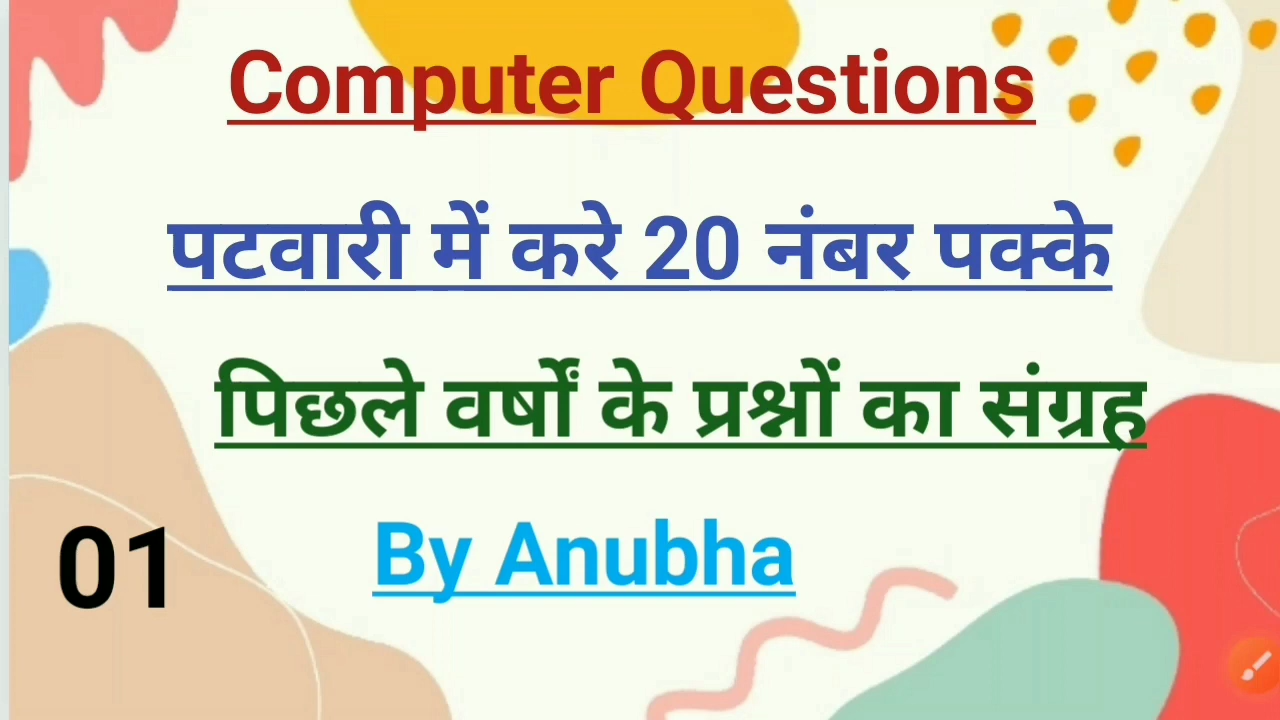 Computer Questions
पटवारी में करे 20 नंबर पक्के
पिछले वर्षों के प्रश्नों का संग्रह
01
By Anubha